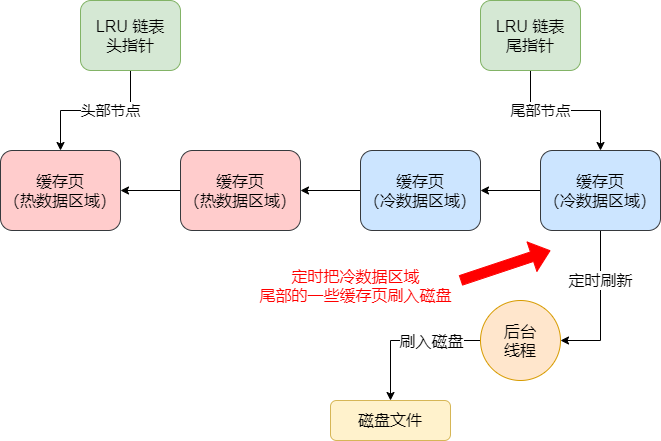 LRU 链表
头指针
LRU 链表
尾指针
头部节点
尾部节点
缓存页
（热数据区域）
缓存页
（热数据区域）
缓存页
（冷数据区域）
缓存页
（冷数据区域）
定时把冷数据区域
尾部的一些缓存页刷入磁盘
定时刷新
后台
线程
刷入磁盘
磁盘文件